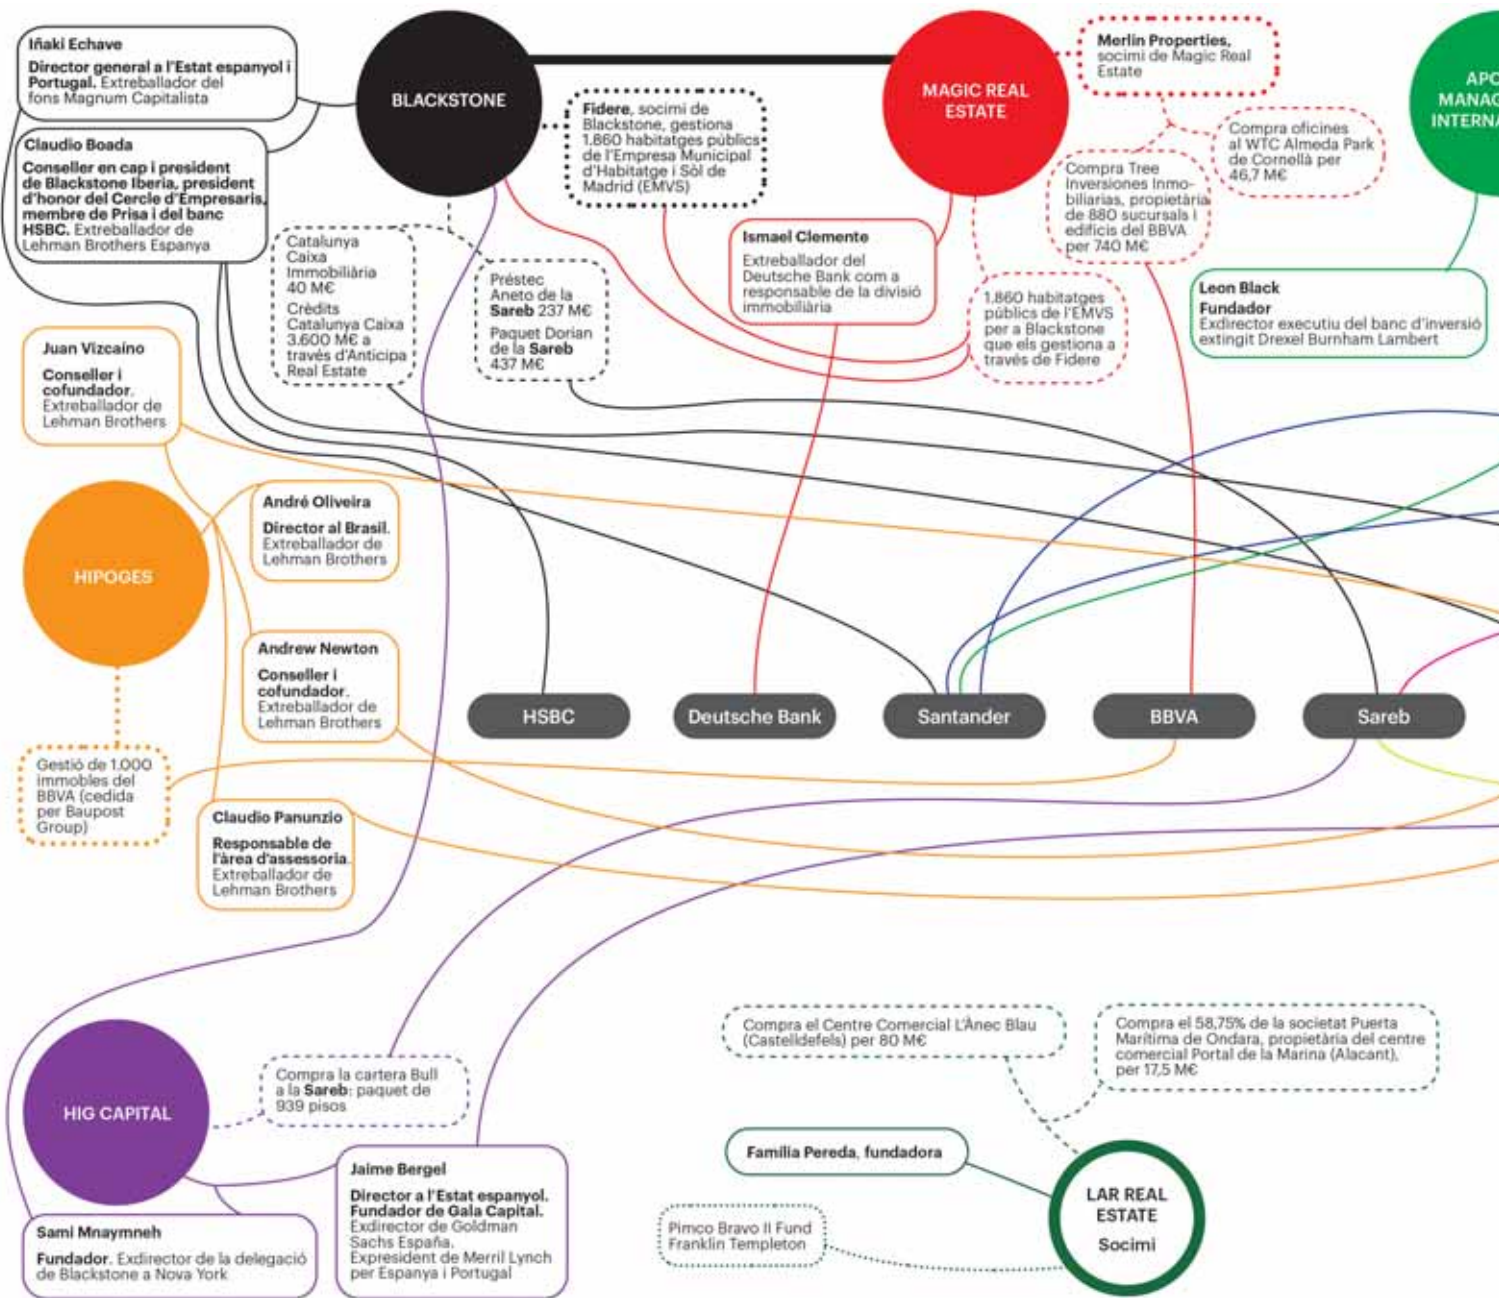 Iñaki Echave
Director general a l'Estat espanyol i
Portugal. Extreballador del
fons Magnum Capitalista
Claudio Boada
Conseller en cap i president
de Blackstone Iberia, president
d'honor del Cercle d'Empresaris,
membre de Prisa i del banc
HSBC. Extreballador de
Lehman Brothers Espanya
BLACKSTONE
Fidere, socimi de
Blackstone, gestiona
1.860 habitatges públics
de l'Empresa Municipal
d'Habitatge i Sòl de
Madrid (EMVS)
MAGIC REAL
ESTATE
Merlin Properties,
socimi de Magic Real
Estate
Compra oficines
al WTC Almeda Park
de Cornellà per
46,7 M€
Compra Tree
Inversiones Inmo-
biliarias, propietària
de 880 sucursals i
edificis del BBVA
per 740 M€
Catalunya
Caixa
Immobiliària
40 M€
Crèdits
Catalunya Caixa
3.600 M€ a
través d'Anticipa
Real Estate
Préstec
Aneto de la
Sareb 237 M€
Paquet Dorian
de la Sareb
437 M€
Ismael Clemente
Extreballador del
Deutsche Bank com a
responsable de la divisió
immobiliària
1.860 habitatges
públics de l'EMVS
per a Blackstone
que els gestiona a
través de Fidere
Leon Black
Fundador
Exdirector executiu del banc d'inversió
extingit Drexel Burnham Lambert
Juan Vizcaíno
Conseller i
cofundador.
Extreballador de
Lehman Brothers
HIPOGES
André Oliveira
Director al Brasil.
Extreballador de
Lehman Brothers
Andrew Newton
Conseller i
cofundador.
Extreballador de
Lehman Brothers
HSBC
Deutsche Bank
Santander
BBVA
Sareb
Gestió de 1.000
immobles del
BBVA (cedida
per Baupost
Group)
Claudio Panunzio
Responsable de
l'àrea d'assessoria.
Extreballador de
Lehman Brothers
HIG CAPITAL
Compra la cartera Bull
a la Sareb: paquet de
939 pisos
Jaime Bergel
Director a l'Estat espanyol.
Fundador de Gala Capital.
Exdirector de Goldman
Sachs España.
Expresident de Merril Lynch
per Espanya i Portugal
Sami Mnaymneh
Fundador. Exdirector de la delegació
de Blackstone a Nova York
Compra el Centre Comercial L'Ànec Blau
(Castelldefels) per 80 M€
Compra el 58,75% de la societat Puerta
Marítima de Ondara, propietària del centre
comercial Portal de la Marina (Alacant),
per 17,5 M€
Família Pereda, fundadora
Pimco Bravo II Fund
Franklin Templeton
LAR REAL
ESTATE
Socimi